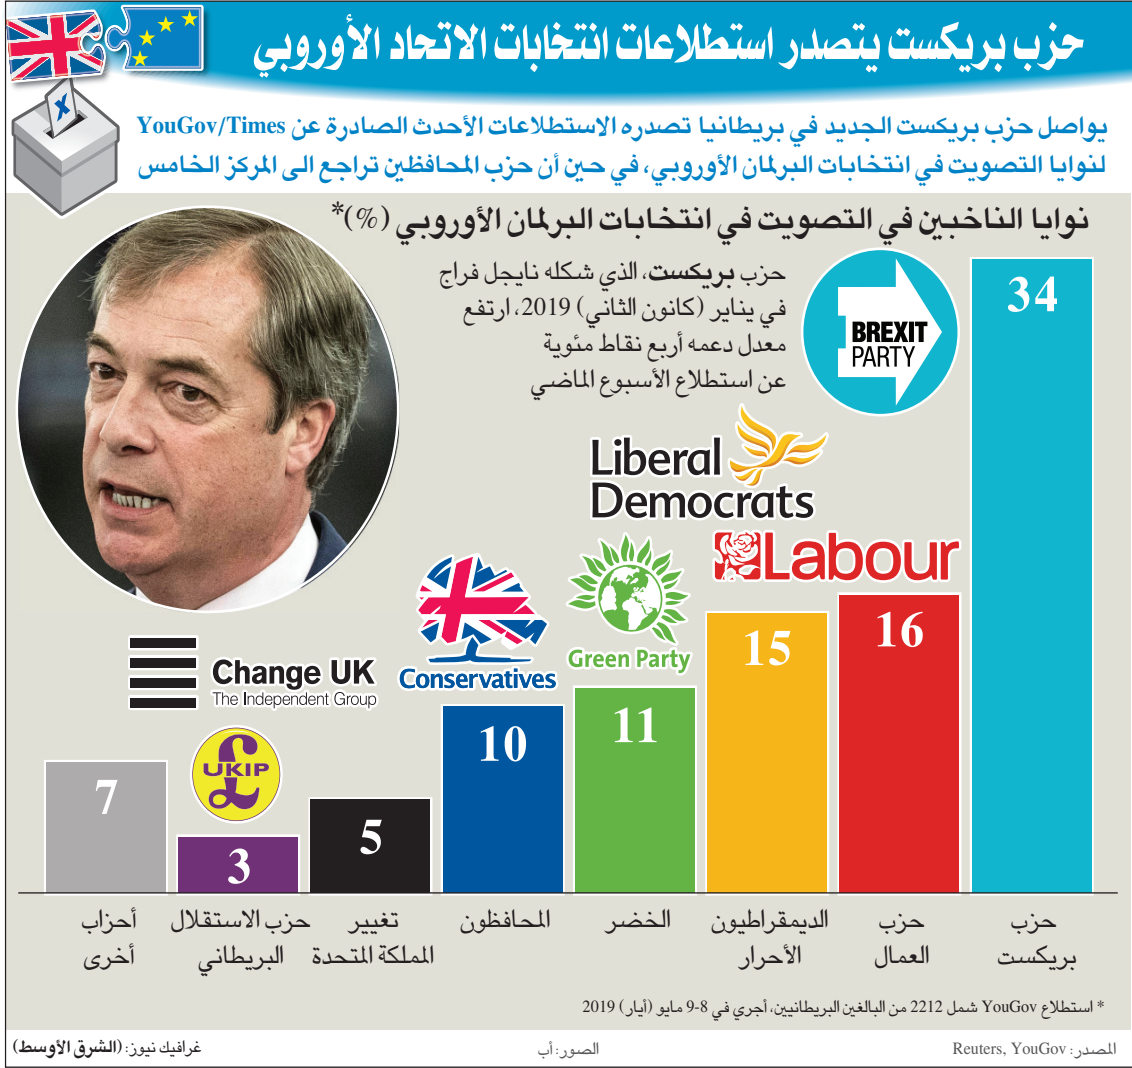 حزب بريكست يتصدر استطلاعات انتخابات الاتحاد الأوروبي
يواصل حزب بريكست الجديد في بريطانيا تصدره الاستطلاعات الأحدث الصادرة عن YouGov/Times
لنوايا التصويت في انتخابات البرلمان الأوروبي، في حين أن حزب المحافظين تراجع الى المركز الخامس
نوايا الناخبين في التصويت في انتخابات البرلمان الأوروبي (%)*
حزب بريكست، الذي شكله نايجل فراج
في يناير (كانون الثاني) 2019، ارتفع
معدل دعمه أربع نقاط مئوية
عن استطلاع الأسبوع الماضي
BREXIT
PARTY
34
Liberal
Democrats
Labour
16
15
Green Party
11
Conservatives
10
Change UK
The Independent Group
5
UKIP
3
7
حزب
بريكست
حزب
العمال
الديمقراطيون
الأحرار
الخضر
المحافظون
تغيير
المملكة المتحدة
حزب الاستقلال
البريطاني
أحزاب
أخرى
* استطلاع YouGov شمل 2212 من البالغين البريطانيين، أجري في 8-9 مايو (أيار) 2019
المصدر: Reuters, YouGov
الصور: أب
غرافيك نيوز: (الشرق الأوسط)